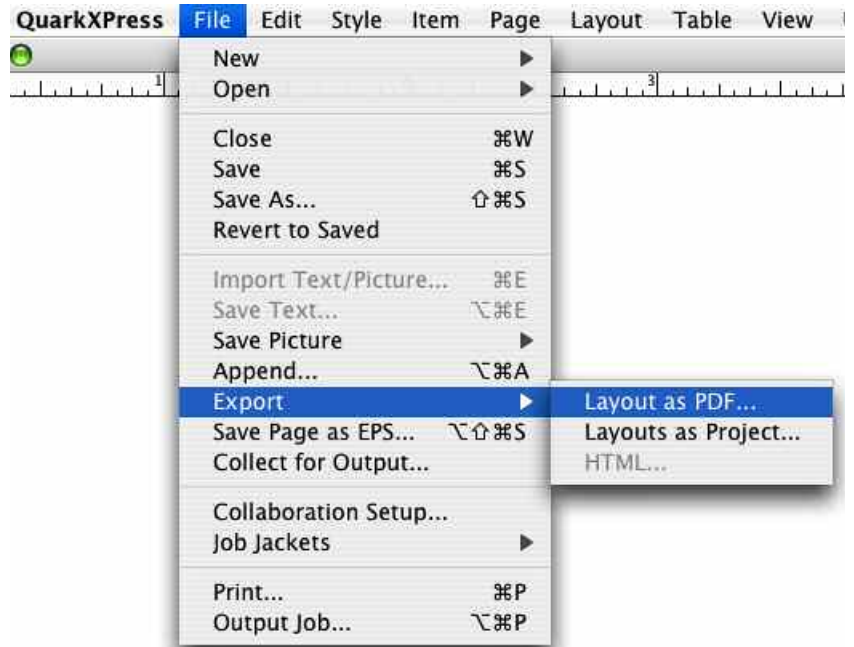 QuarkXPress File Edit Style Item Page Layout Table View
New
1 3
Open
Close ⌘W
Save ⌘S
Save As... ⇧⌘S
Revert to Saved
Import Text/Picture... ⌘E
Save Text... ⌥⌘E
Save Picture
Append... ⌥⌘A
Export Layout as PDF...
Save Page as EPS... ⌥⇧⌘S Layouts as Project...
Collect for Output... HTML...
Collaboration Setup...
Job Jackets
Print... ⌘P
Output Job... ⌥⌘P